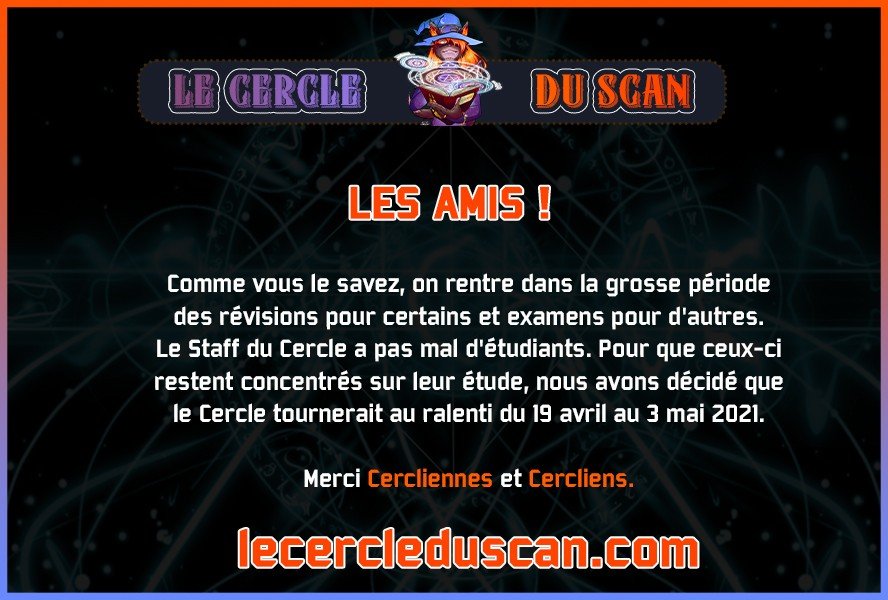 LE CERCLE DU SCAN
LES AMIS !
Comme vous le savez, on rentre dans la grosse période
des révisions pour certains et examens pour d'autres.
Le Staff du Cercle a pas mal d'étudiants. Pour que ceux-ci
restent concentrés sur leur étude, nous avons décidé que
le Cercle tournerait au ralenti du 19 avril au 3 mai 2021.
Merci Cercliennes et Cercliens.
lecercleduscan.com